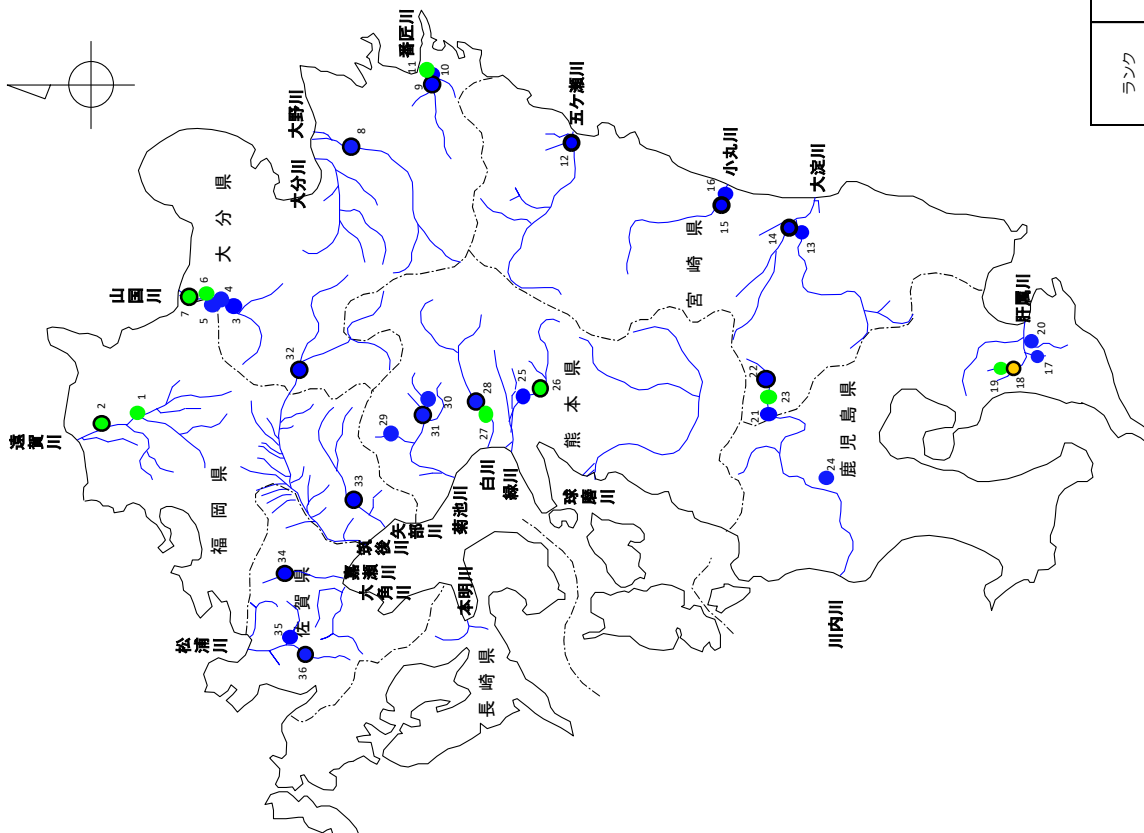 遠賀川
2
1
福岡県
山国川
7
6
5
4
3
大分県
大分川
大野川
8
番匠川
11
10
9
五ケ瀬川
12
小丸川
16
15
宮崎県
大淀川
14
13
肝属川
20
17
18
19
鹿児島県
22
23
21
24
川内川
球磨川
熊本県
緑川
白川
25
26
27
28
菊池川
29
30
31
矢部川
33
筑後川
32
嘉瀬川
34
六角川
佐賀県
松浦川
35
36
本明川
長崎県
ランク